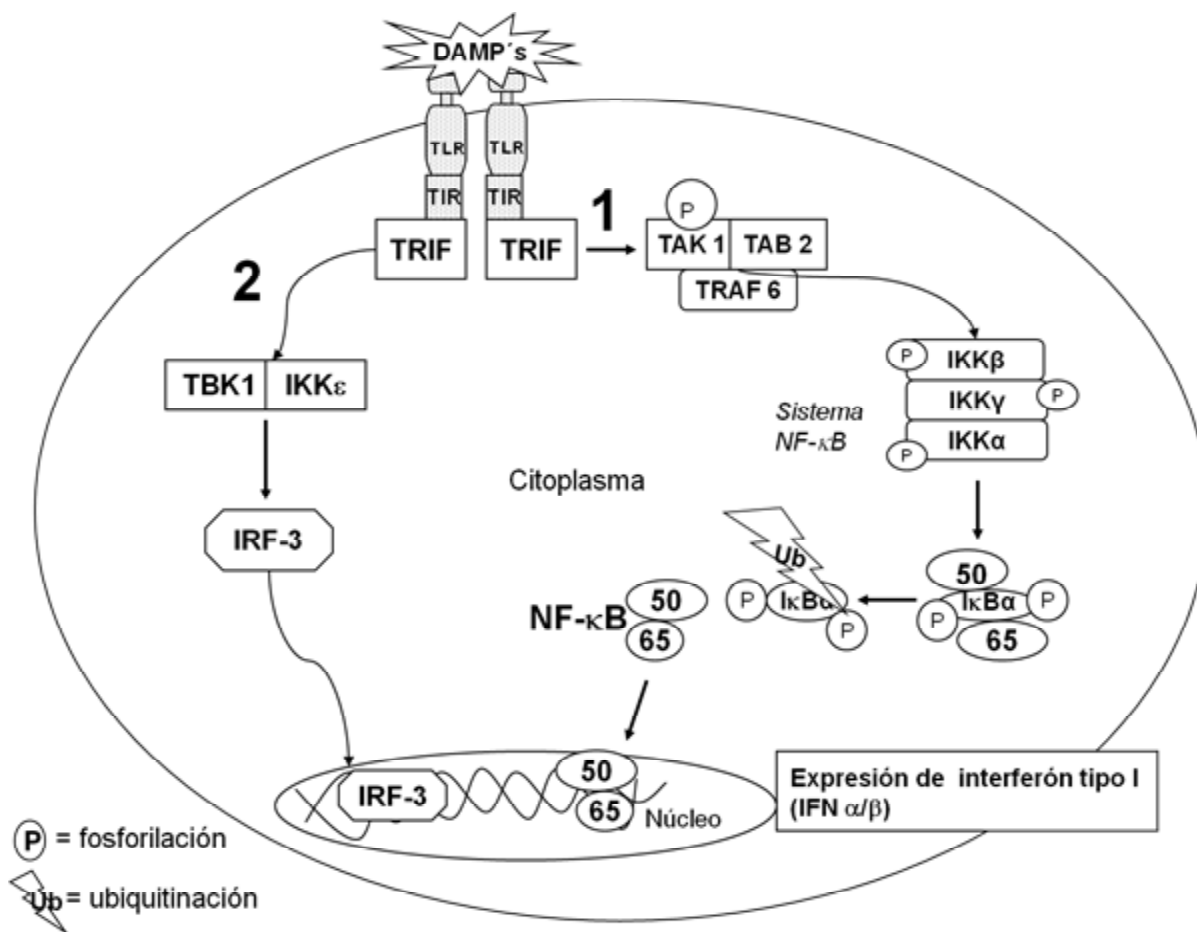 DAMP´s
TLR TLR
TIR TIR
TRIF TRIF
1
P
TAK 1 TAB 2
TRAF 6
2
TBK1 IKKε
P IKKβ
IKKγ P
P IKKα
Sistema
NF-κB
Citoplasma
IRF-3
Ub
P IκBα
P
50
IκBα P
P
65
NF-κB 50
65
IRF-3
50
65
Núcleo
Expresión de interferón tipo I
(IFN α/β)
P = fosforilación
Ub = ubiquitinación